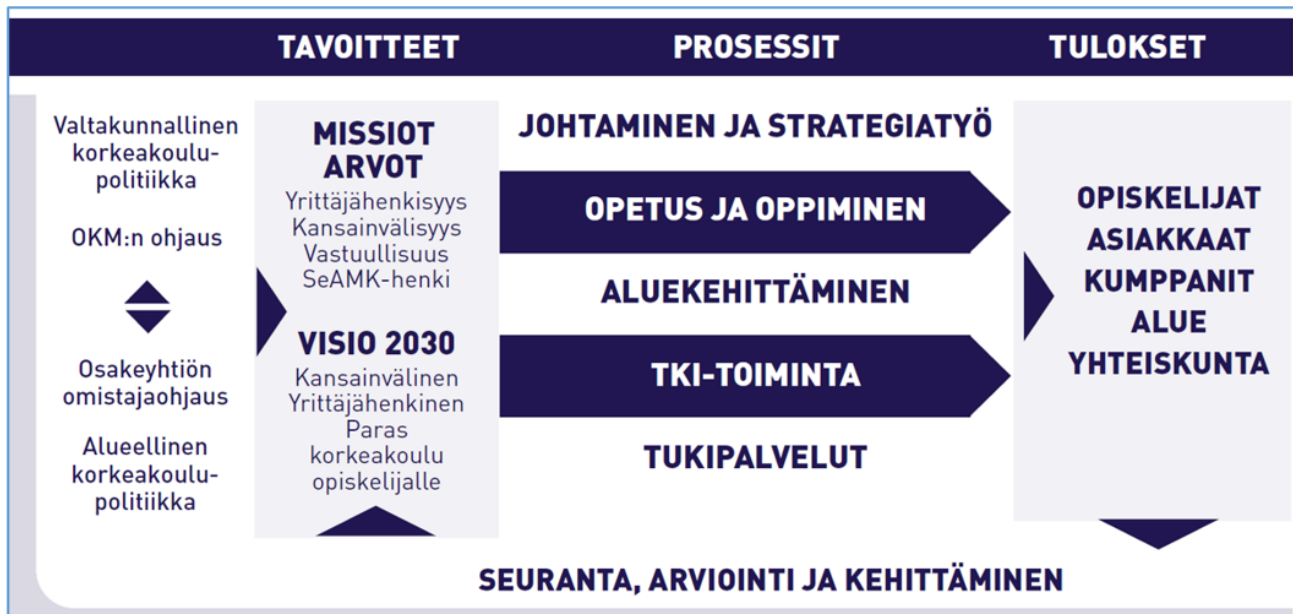 TAVOITTEET
PROSESSIT
TULOKSET
Valtakunnallinen
korkeakoulu-
politiikka
OKM:n ohjaus
Osakeyhtiön
omistajaohjaus
Alueellinen
korkeakoulu-
politiikka
MISSIOT
ARVOT
Yrittäjähenkisyys
Kansainvälisyys
Vastuullisuus
SeAMK-henki
VISIO 2030
Kansainvälinen
Yrittäjähenkinen
Paras
korkeakoulu
opiskelijalle
JOHTAMINEN JA STRATEGIATYÖ
OPETUS JA OPPIMINEN
ALUEKEHITTÄMINEN
TKI-TOIMINTA
TUKIPALVELUT
OPISKELIJAT
ASIAKKAAT
KUMPPANIT
ALUE
YHTEISKUNTA
SEURANTA, ARVIOINTI JA KEHITTÄMINEN